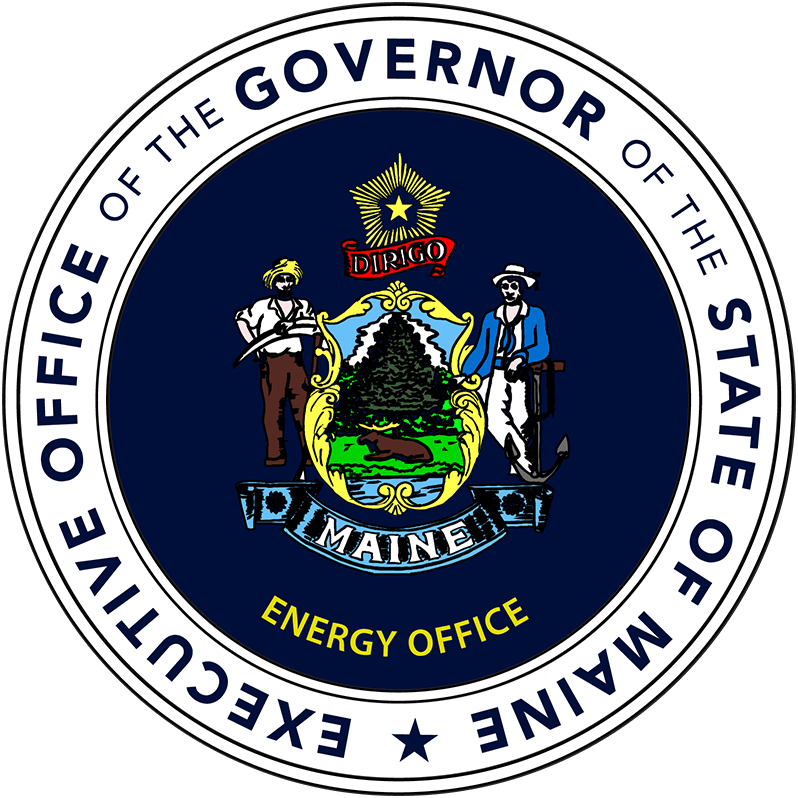 EXECUTIVE OFFICE OF THE GOVERNOR OF THE STATE OF MAINE
DIRIGO
MAINE
ENERGY OFFICE